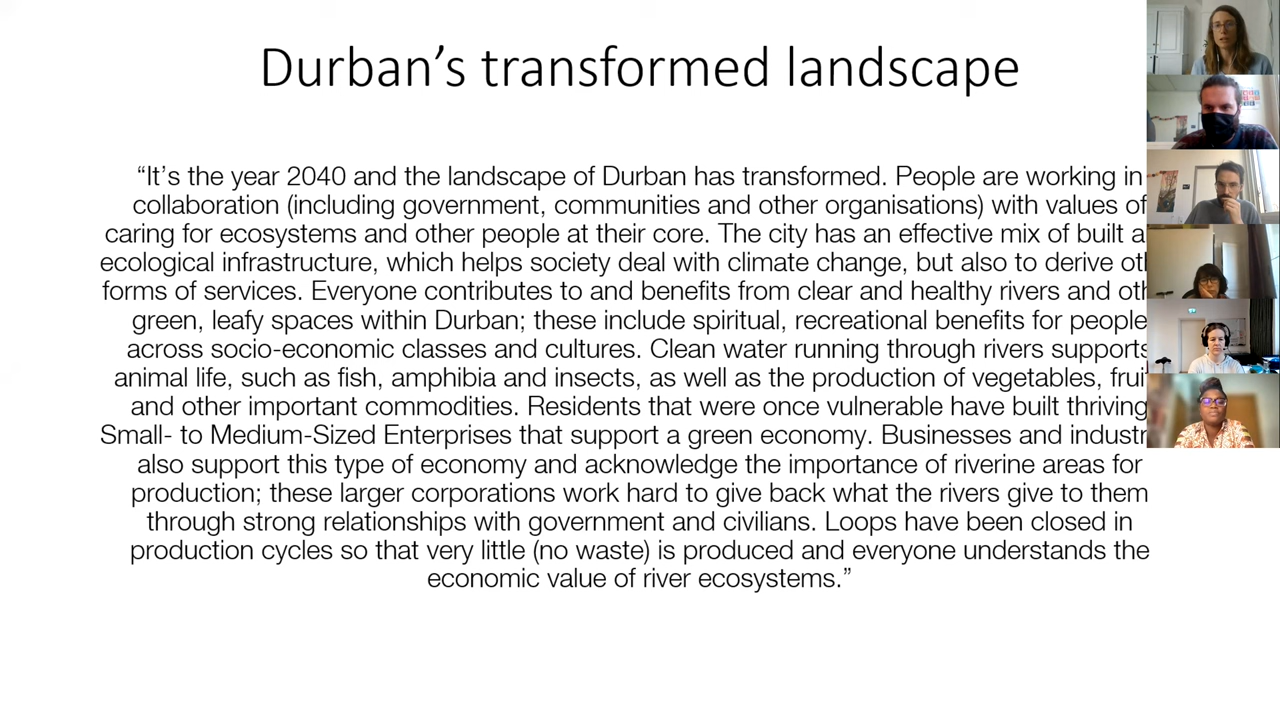 Durban's transformed landscape
“It's the year 2040 and the landscape of Durban has transformed. People are working in
collaboration (including government, communities and other organisations) with values of
caring for ecosystems and other people at their core. The city has an effective mix of built
ecological infrastructure, which helps society deal with climate change, but also to derive
forms of services. Everyone contributes to and benefits from clear and healthy rivers and
green, leafy spaces within Durban; these include spiritual, recreational benefits for people
across socio-economic classes and cultures. Clean water running through rivers supports
animal life, such as fish, amphibia and insects, as well as the production of vegetables,
and other important commodities. Residents that were once vulnerable have built thriving
Small- to Medium-Sized Enterprises that support a green economy. Businesses and
also support this type of economy and acknowledge the importance of riverine areas for
production; these larger corporations work hard to give back what the rivers give to them
through strong relationships with government and civilians. Loops have been closed in
production cycles so that very little (no waste) is produced and everyone understands the
economic value of river ecosystems.”